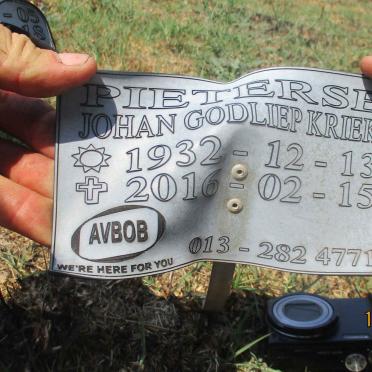 PIETERSE
JOHAN GODLIEP KRIEK
1932 - 12 - 13
2016 - 02 - 15
AVBOB
WE'RE HERE FOR YOU
013 - 282 4771